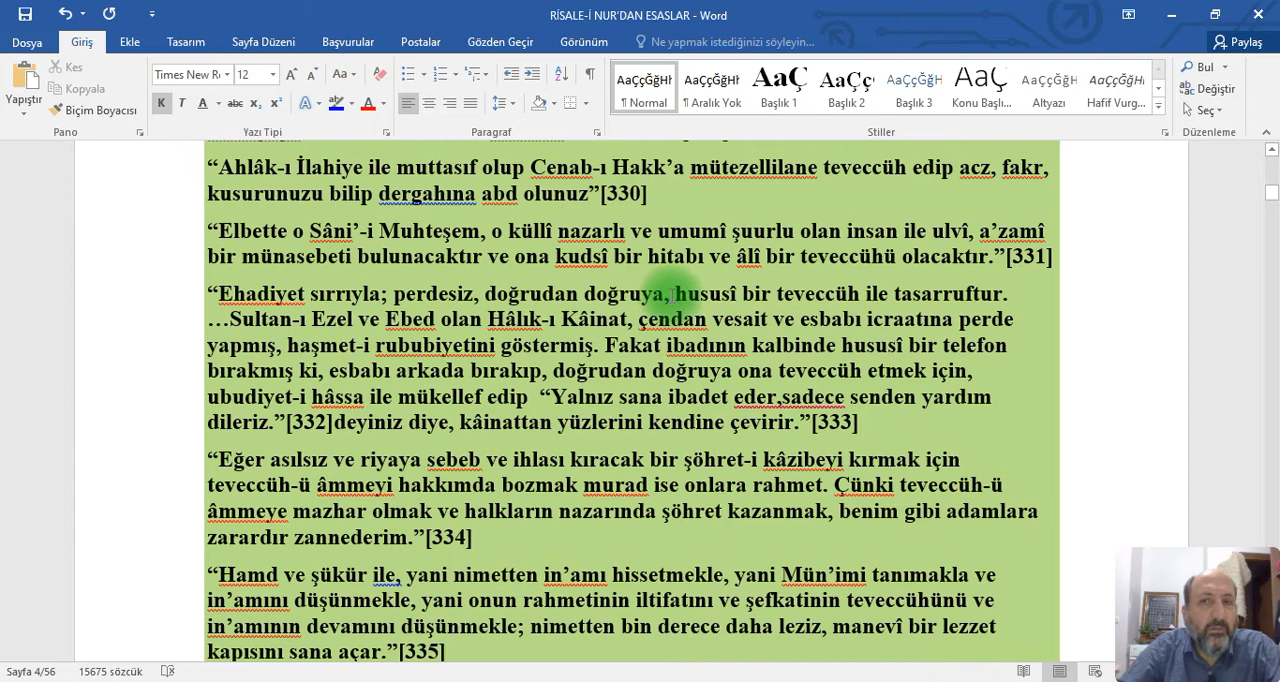 RİSALE-İ NUR'DAN ESASLAR - Word
Dosya Giriş Ekle Tasarım Sayfa Düzeni Başvurular Postalar Gözden Geçir Görünüm Ne yapmak istediğinizi söyleyin... Paylaş
Yapıştır
Kes
Kopyala
Biçim Boyacısı
Pano
Times New Ro 12
Yazı Tipi
Paragraf
AaÇçĞğHł AaÇçĞğHł AaÇ AaÇçĞ AaÇçĞğH AaÇ AaÇçĞğH AaÇçĞğHł
¶ Normal ¶ Aralık Yok Başlık 1 Başlık 2 Başlık 3 Konu Başlı... Altyazı Hafif Vurg...
Stiller
Bul
Değiştir
Seç
Düzenleme
“Ahlâk-ı İlahiye ile muttasıf olup Cenab-ı Hakk’a mütezellilane teveccüh edip acz, fakr,
kusurunuzu bilip dergahına abd olunuz”[330]
“Elbette o Sâni’-i Muhteşem, o küllî nazarlı ve umumî şuurlu olan insan ile ulvî, a’zamî
bir münasebeti bulunacaktır ve ona kudsî bir hitabı ve âlî bir teveccühü olacaktır.”[331]
“Ehadiyet sırrıyla; perdesiz, doğrudan doğruya, hususî bir teveccüh ile tasarruftur.
…Sultan-ı Ezel ve Ebed olan Hâlık-ı Kâinat, çendan vesait ve esbabı icraatına perde
yapmış, haşmet-i rububiyetini göstermiş. Fakat ibadının kalbinde hususî bir telefon
bırakmış ki, esbabı arkada bırakıp, doğrudan doğruya ona teveccüh etmek için,
ubudiyet-i hâssa ile mükellef edip “Yalnız sana ibadet eder,sadece senden yardım
dileriz.”[332]deyiniz diye, kâinattan yüzlerini kendine çevirir.”[333]
“Eğer asılsız ve riyaya sebeb ve ihlası kıracak bir şöhret-i kâzibeyi kırmak için
teveccüh-ü âmmeyi hakkımda bozmak murad ise onlara rahmet. Çünki teveccüh-ü
âmmeye mazhar olmak ve halkların nazarında şöhret kazanmak, benim gibi adamlara
zarardır zannederim.”[334]
“Hamd ve şükür ile, yani nimetten in’amı hissetmekle, yani Mün’imi tanımakla ve
in’amını düşünmekle, yani onun rahmetinin iltifatını ve şefkatinin teveccühünü ve
in’amının devamını düşünmekle; nimetten bin derece daha leziz, manevî bir lezzet
kapısını sana açar.”[335]
Sayfa 4/56 15675 sözcük